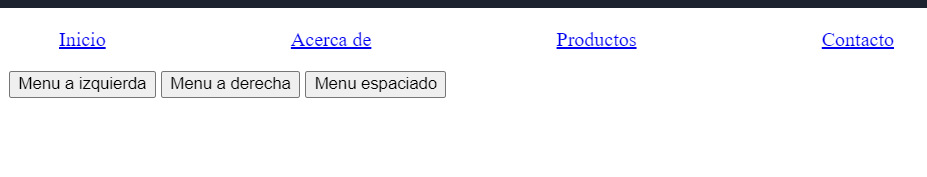 Inicio Acerca de Productos Contacto
Menu a izquierda Menu a derecha Menu espaciado